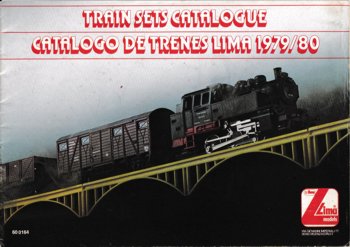 TRAIN SETS CATALOGUE
CATALOGO DE TRENES LIMA 1979/80
Lima
models
60 0164